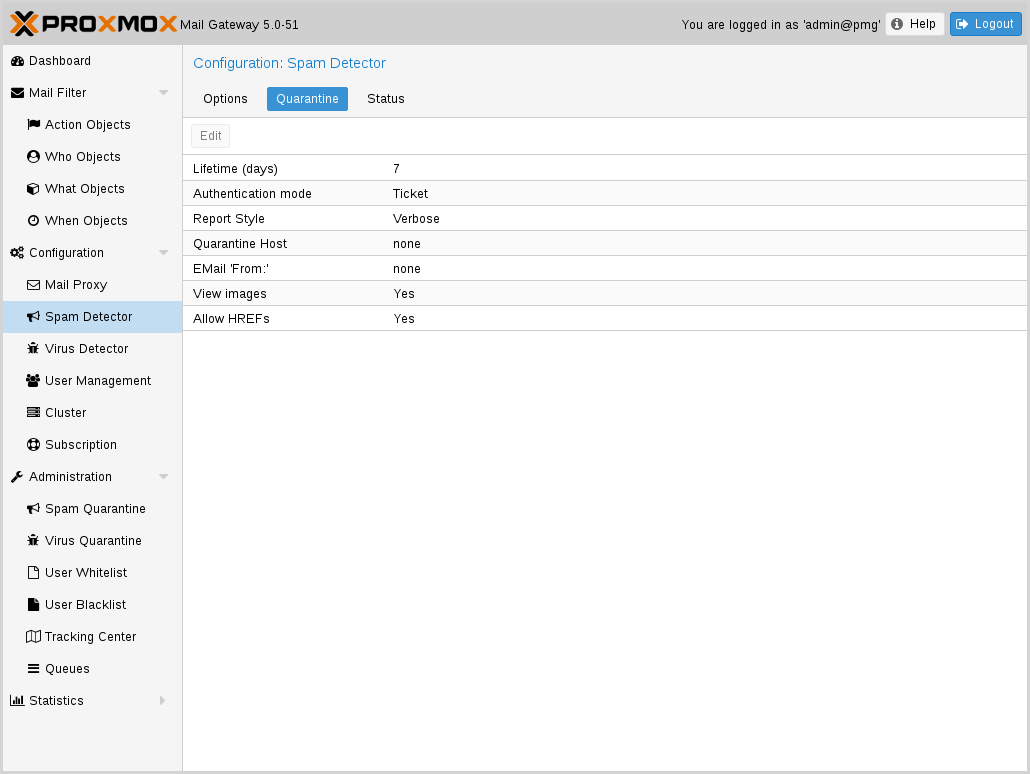 PROXMOX Mail Gateway 5.0-51 You are logged in as 'admin@pmg' Help Logout
Dashboard
Mail Filter
Action Objects
Who Objects
What Objects
When Objects
Configuration
Mail Proxy
Spam Detector
Virus Detector
User Management
Cluster
Subscription
Administration
Spam Quarantine
Virus Quarantine
User Whitelist
User Blacklist
Tracking Center
Queues
Statistics
Configuration: Spam Detector
Options Quarantine Status
Edit
Lifetime (days) 7
Authentication mode Ticket
Report Style Verbose
Quarantine Host none
EMail 'From:' none
View images Yes
Allow HREFs Yes